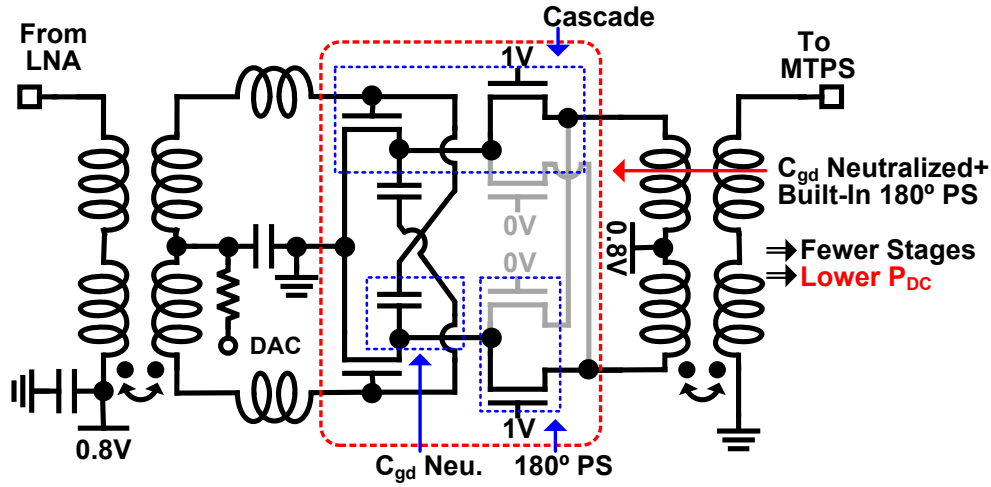 Cascade
From
LNA
1V
To
MTPS
0V
0V
0.8V
Cgd Neutralized+
Built-In 180º PS
⇒Fewer Stages
⇒Lower PDC
DAC
0.8V
1V
Cgd Neu.
180º PS